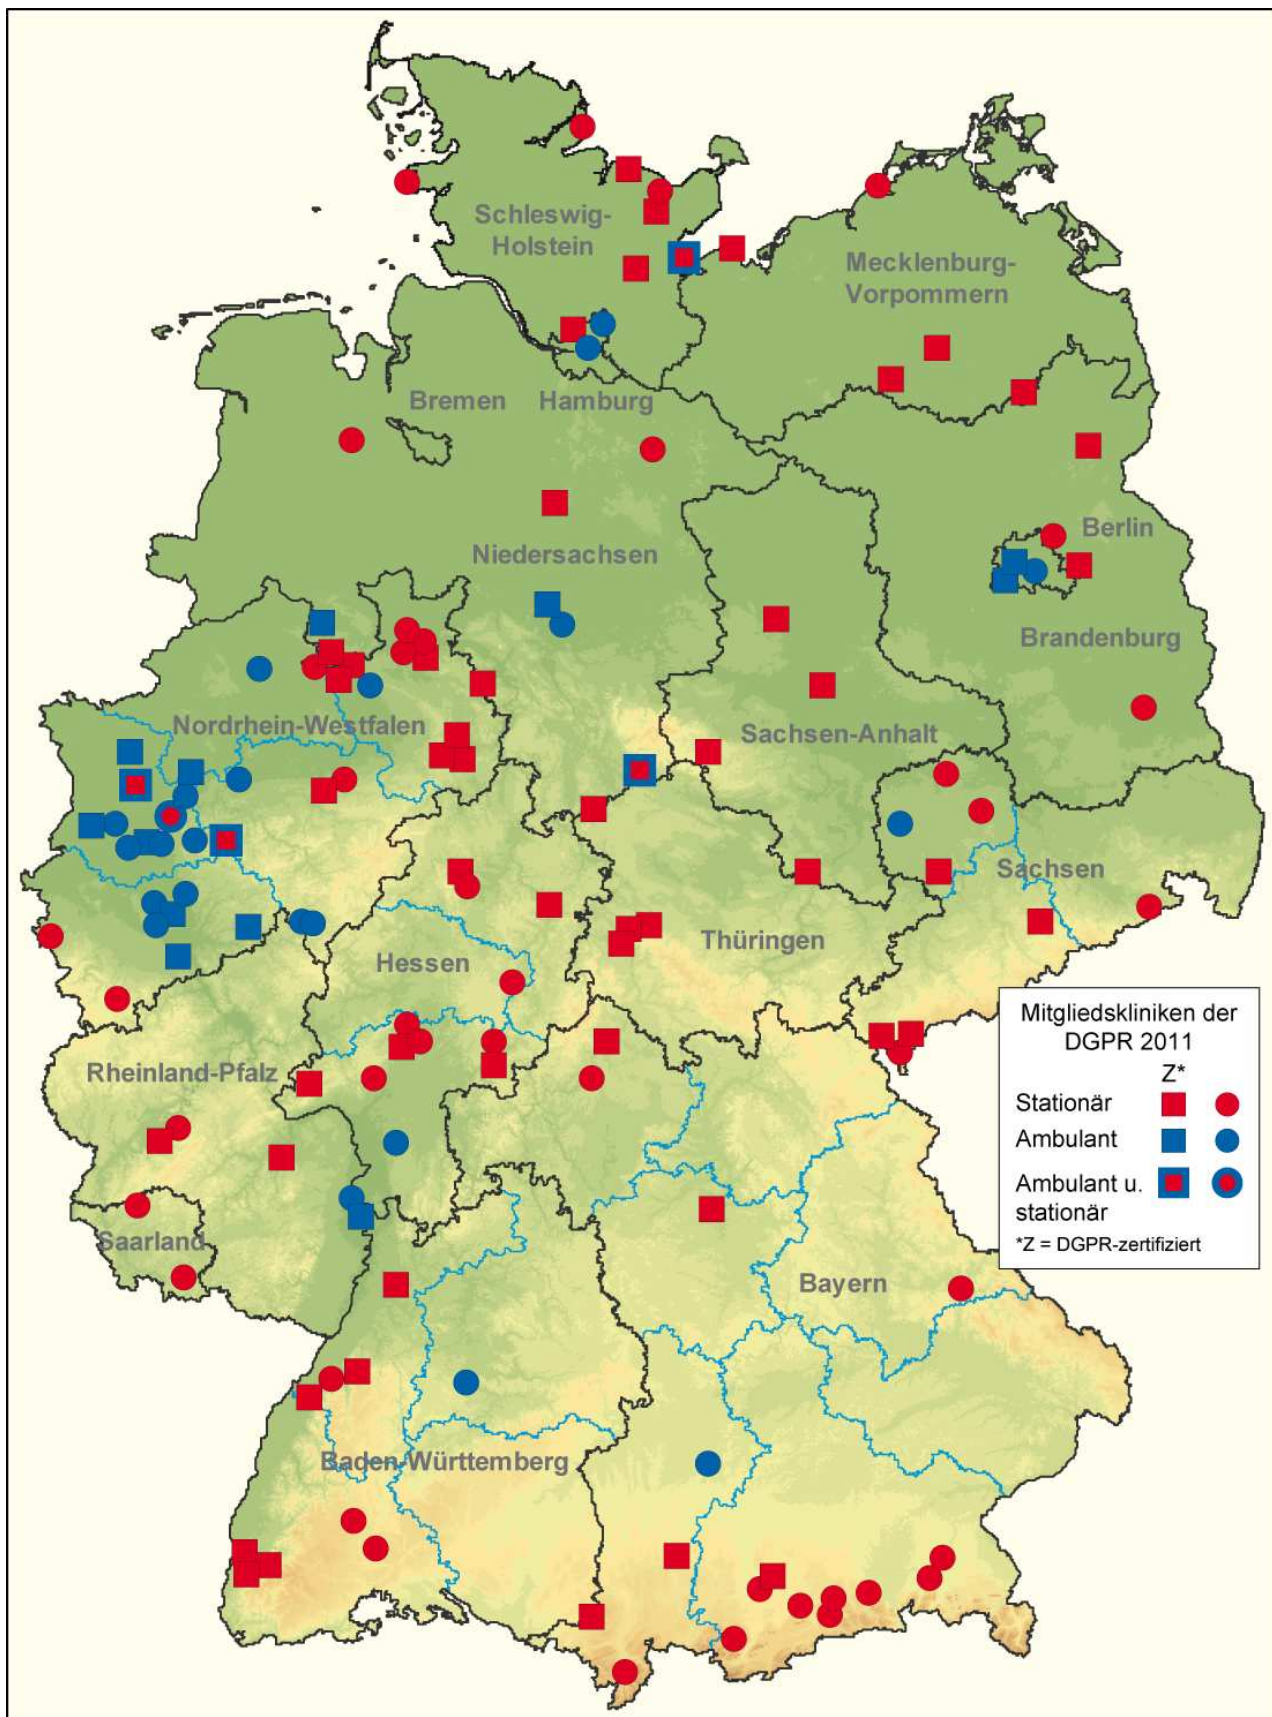 Schleswig-
Holstein
Mecklenburg-
Vorpommern
Bremen
Hamburg
Berlin
Niedersachsen
Brandenburg
Nordrhein-Westfalen
Sachsen-Anhalt
Sachsen
Thüringen
Hessen
Rheinland-Pfalz
Saarland
Bayern
Baden-Württemberg
Mitgliedskliniken der
DGPR 2011
Z*
Stationär
Ambulant
Ambulant u.
stationär
*Z = DGPR-zertifiziert